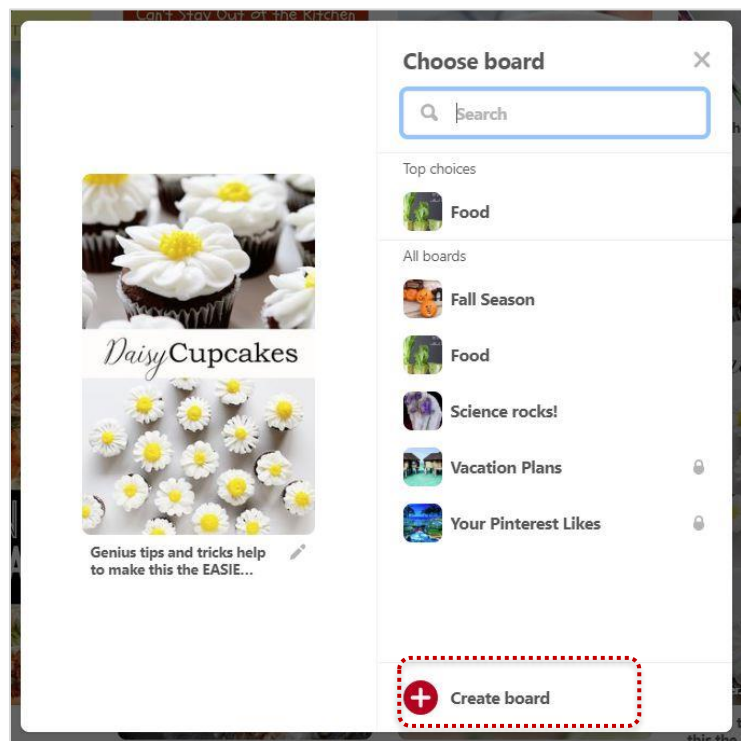 Can't Stay Out of the Kitchen
Choose board
Search
Top choices
Food
All boards
Fall Season
Food
Science rocks!
Vacation Plans
Your Pinterest Likes
Daisy Cupcakes
Genius tips and tricks help
to make this the EASIE...
Create board
this the